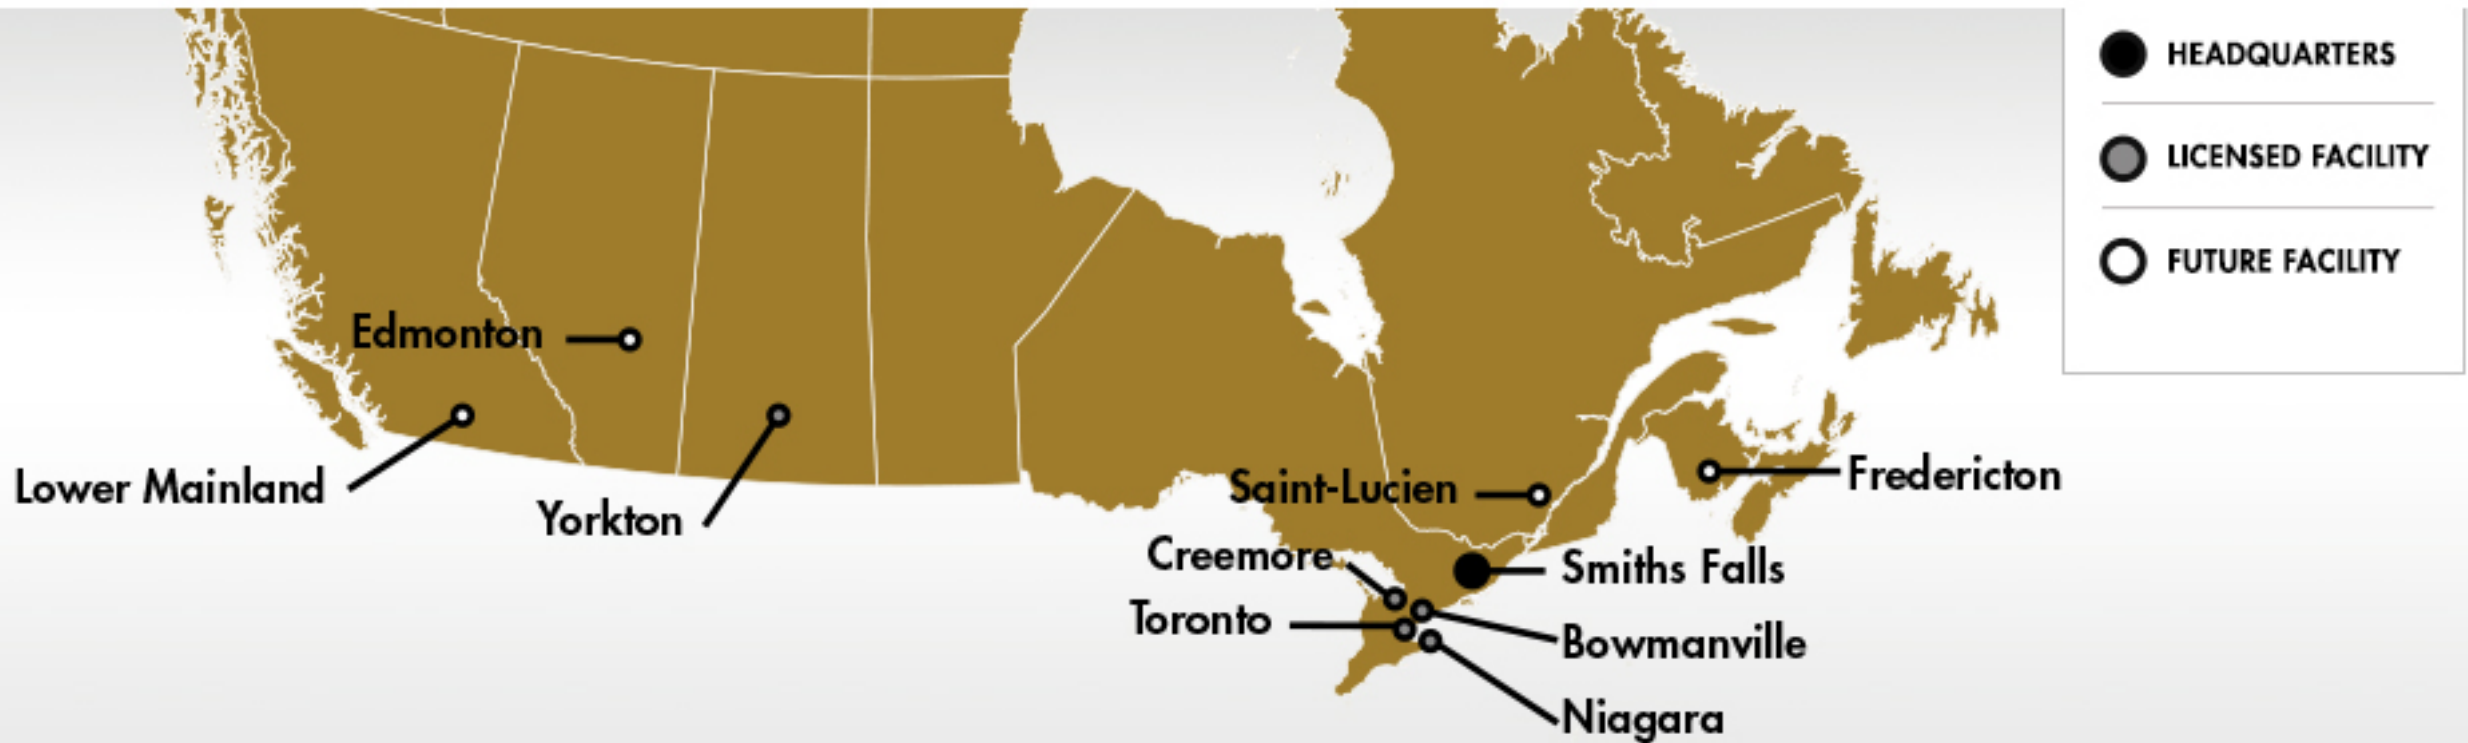 HEADQUARTERS
LICENSED FACILITY
FUTURE FACILITY
Edmonton
Lower Mainland
Yorkton
Saint-Lucien
Fredericton
Creemore
Smiths Falls
Toronto
Bowmanville
Niagara